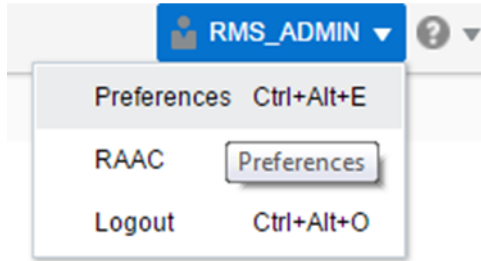 RMS_ADMIN ?
Preferences Ctrl+Alt+E
RAAC Preferences
Logout Ctrl+Alt+O